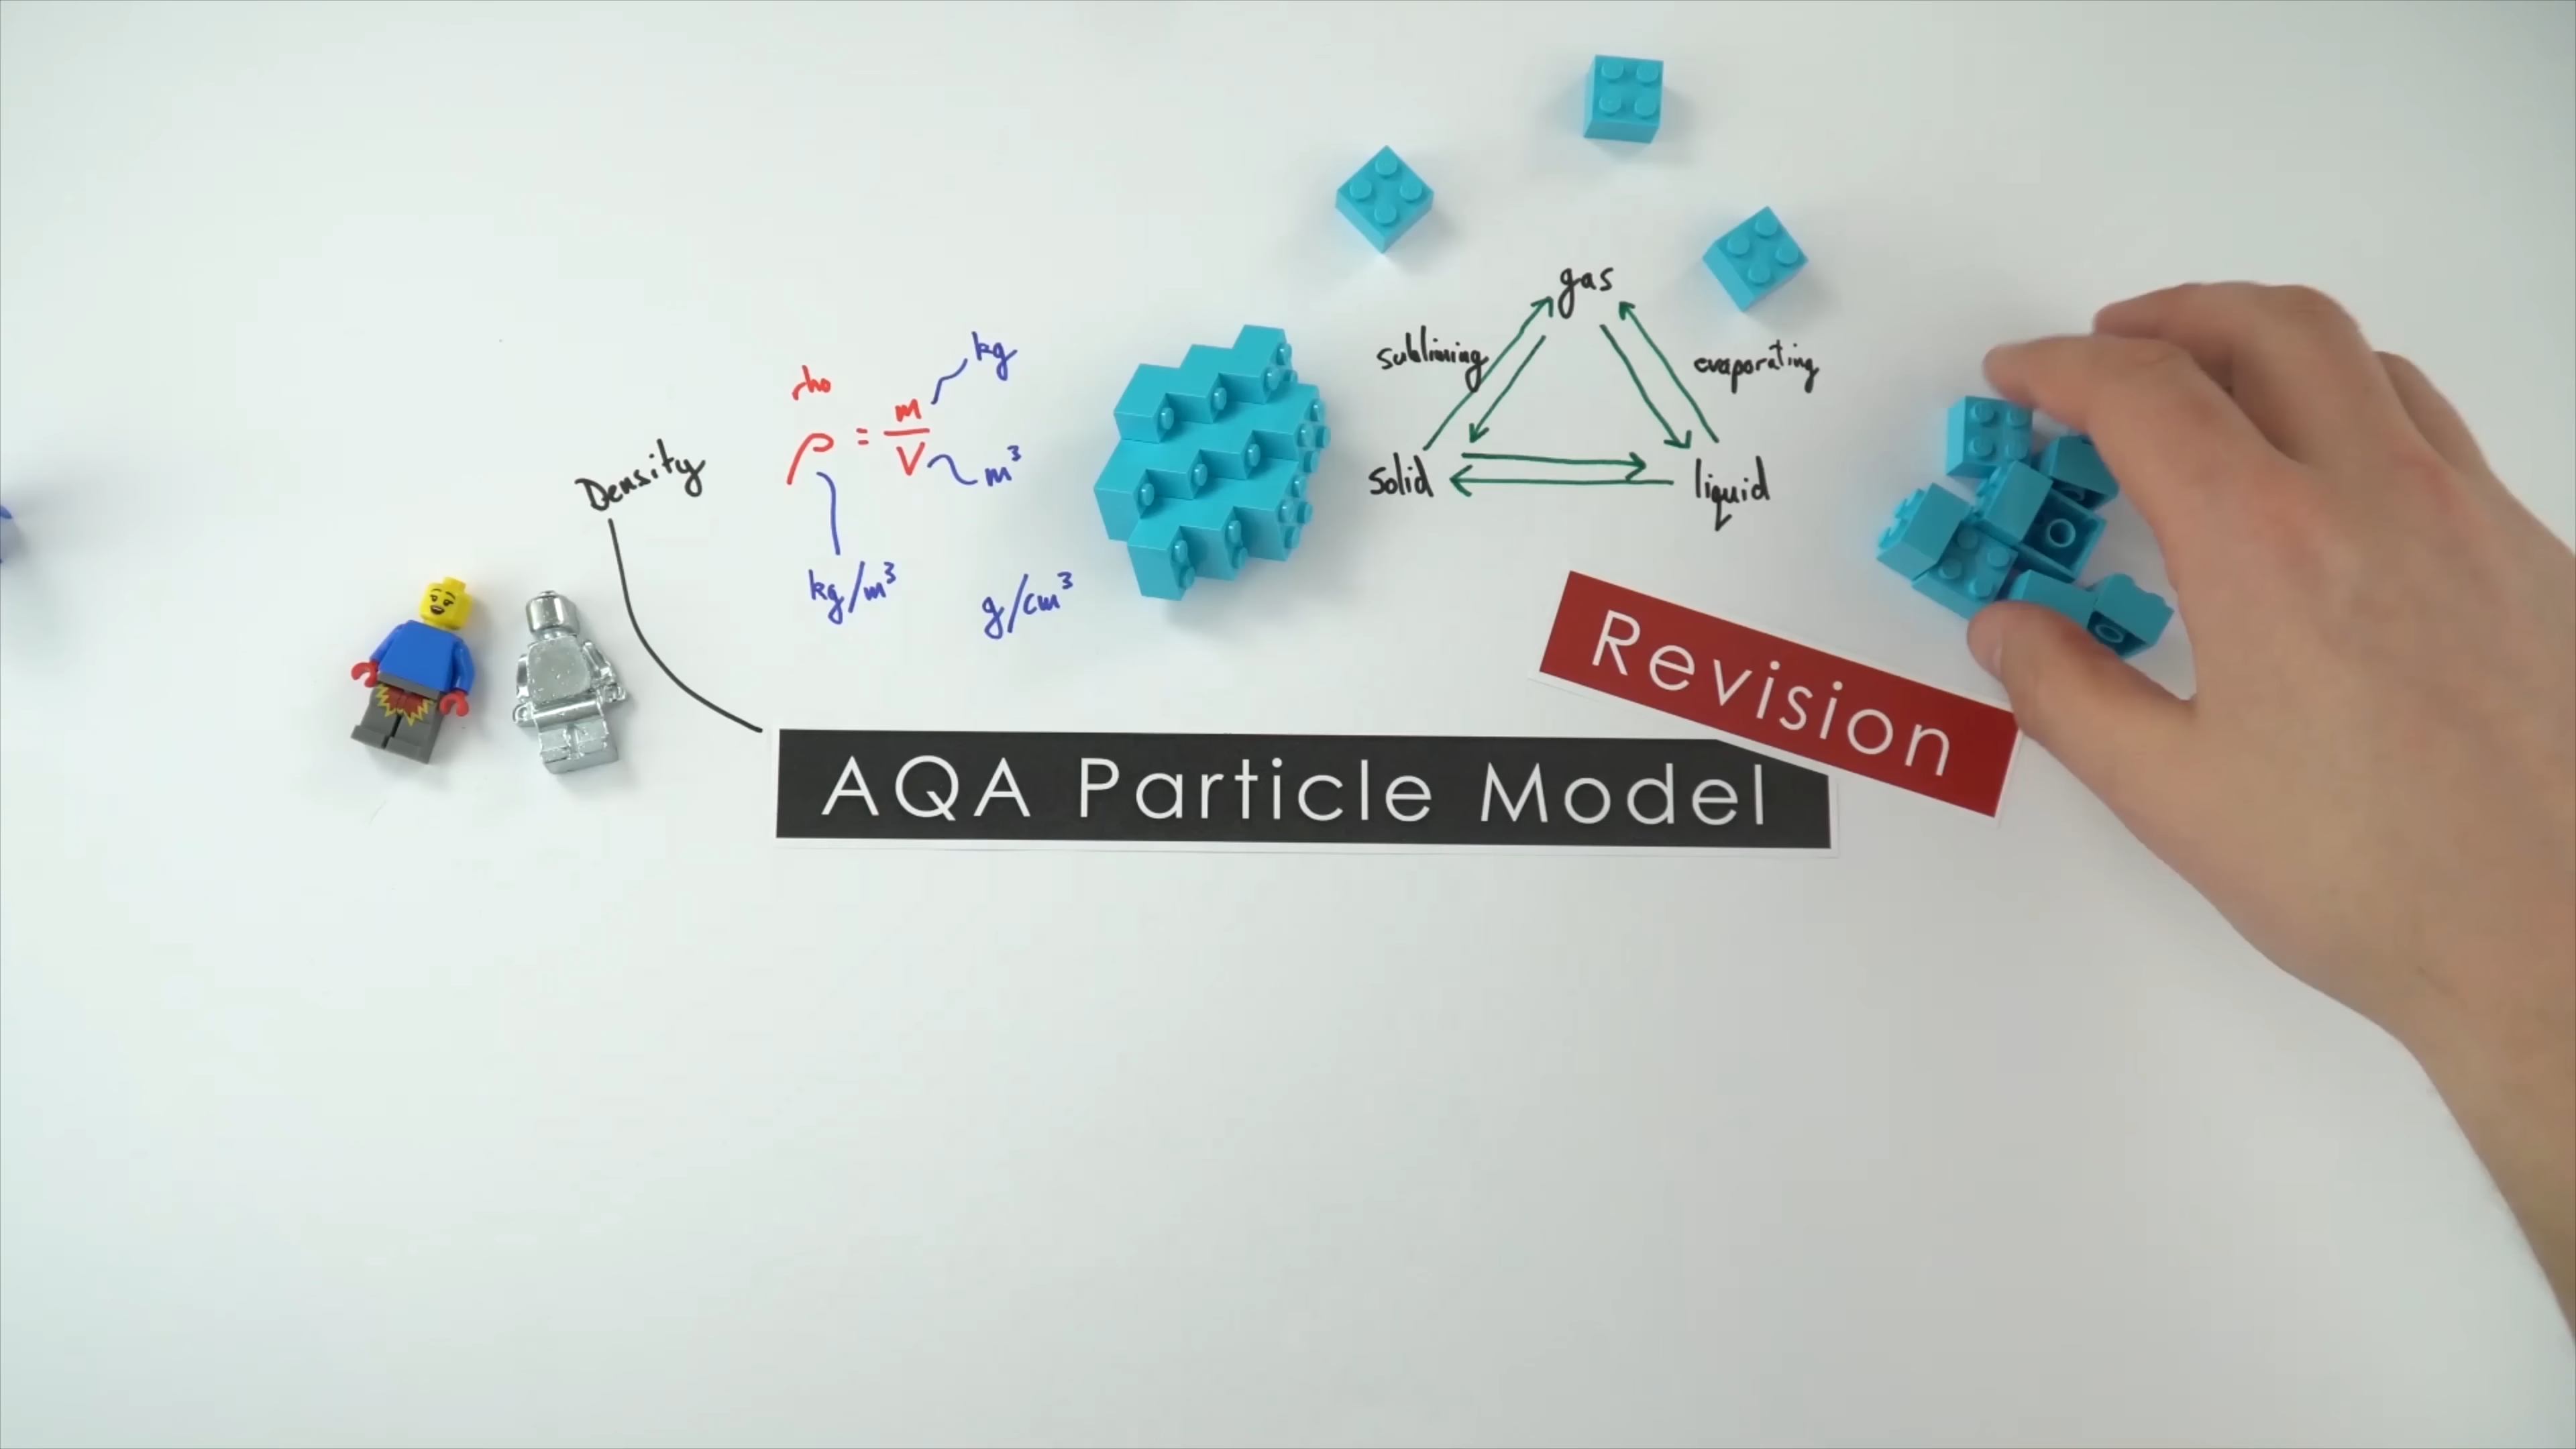 Density
rho
ρ = m/V
kg
m³
kg/m³
g/cm³
gas
subliming
evaporating
solid
liquid
Revision
AQA Particle Model